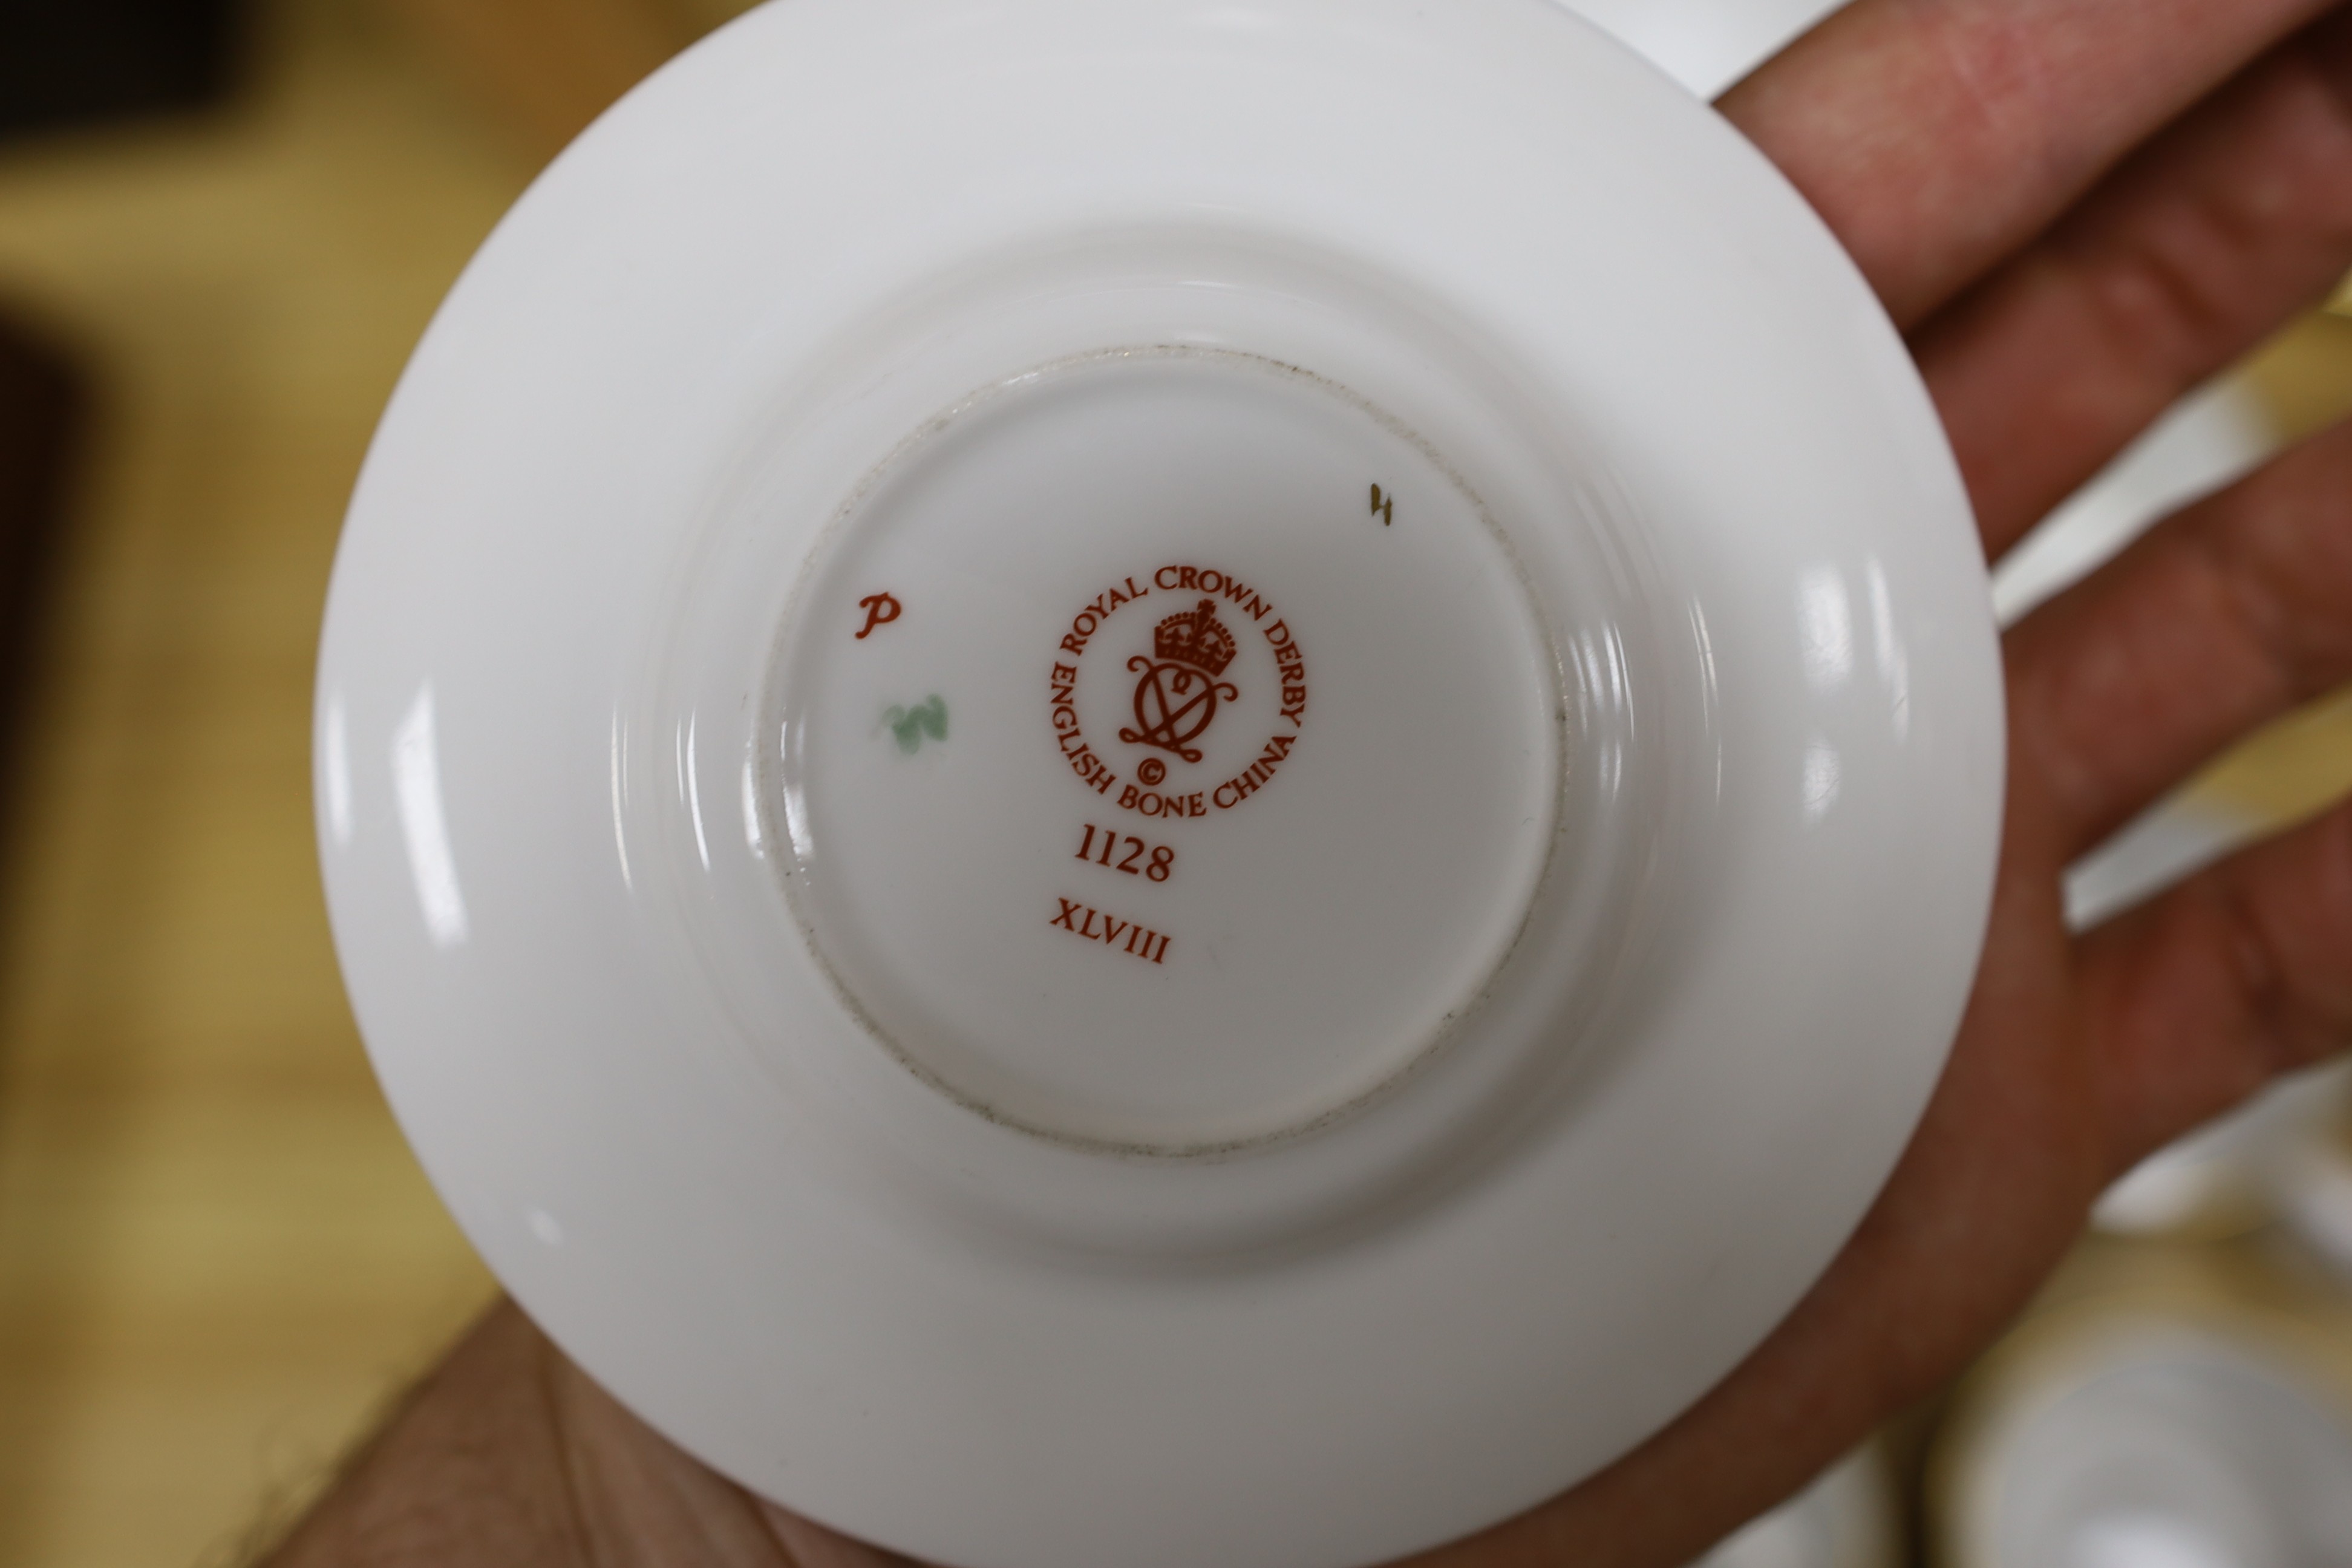 ROYAL CROWN DERBY
ENGLISH BONE CHINA
©
1128
XLVIII
P